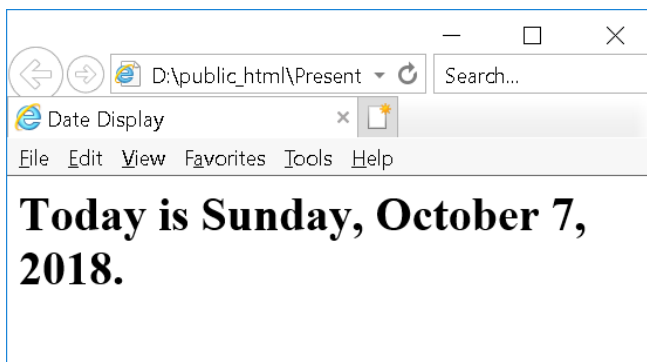 D:\public_html\Present
Search...
Date Display
File Edit View Favorites Tools Help
Today is Sunday, October 7,
2018.